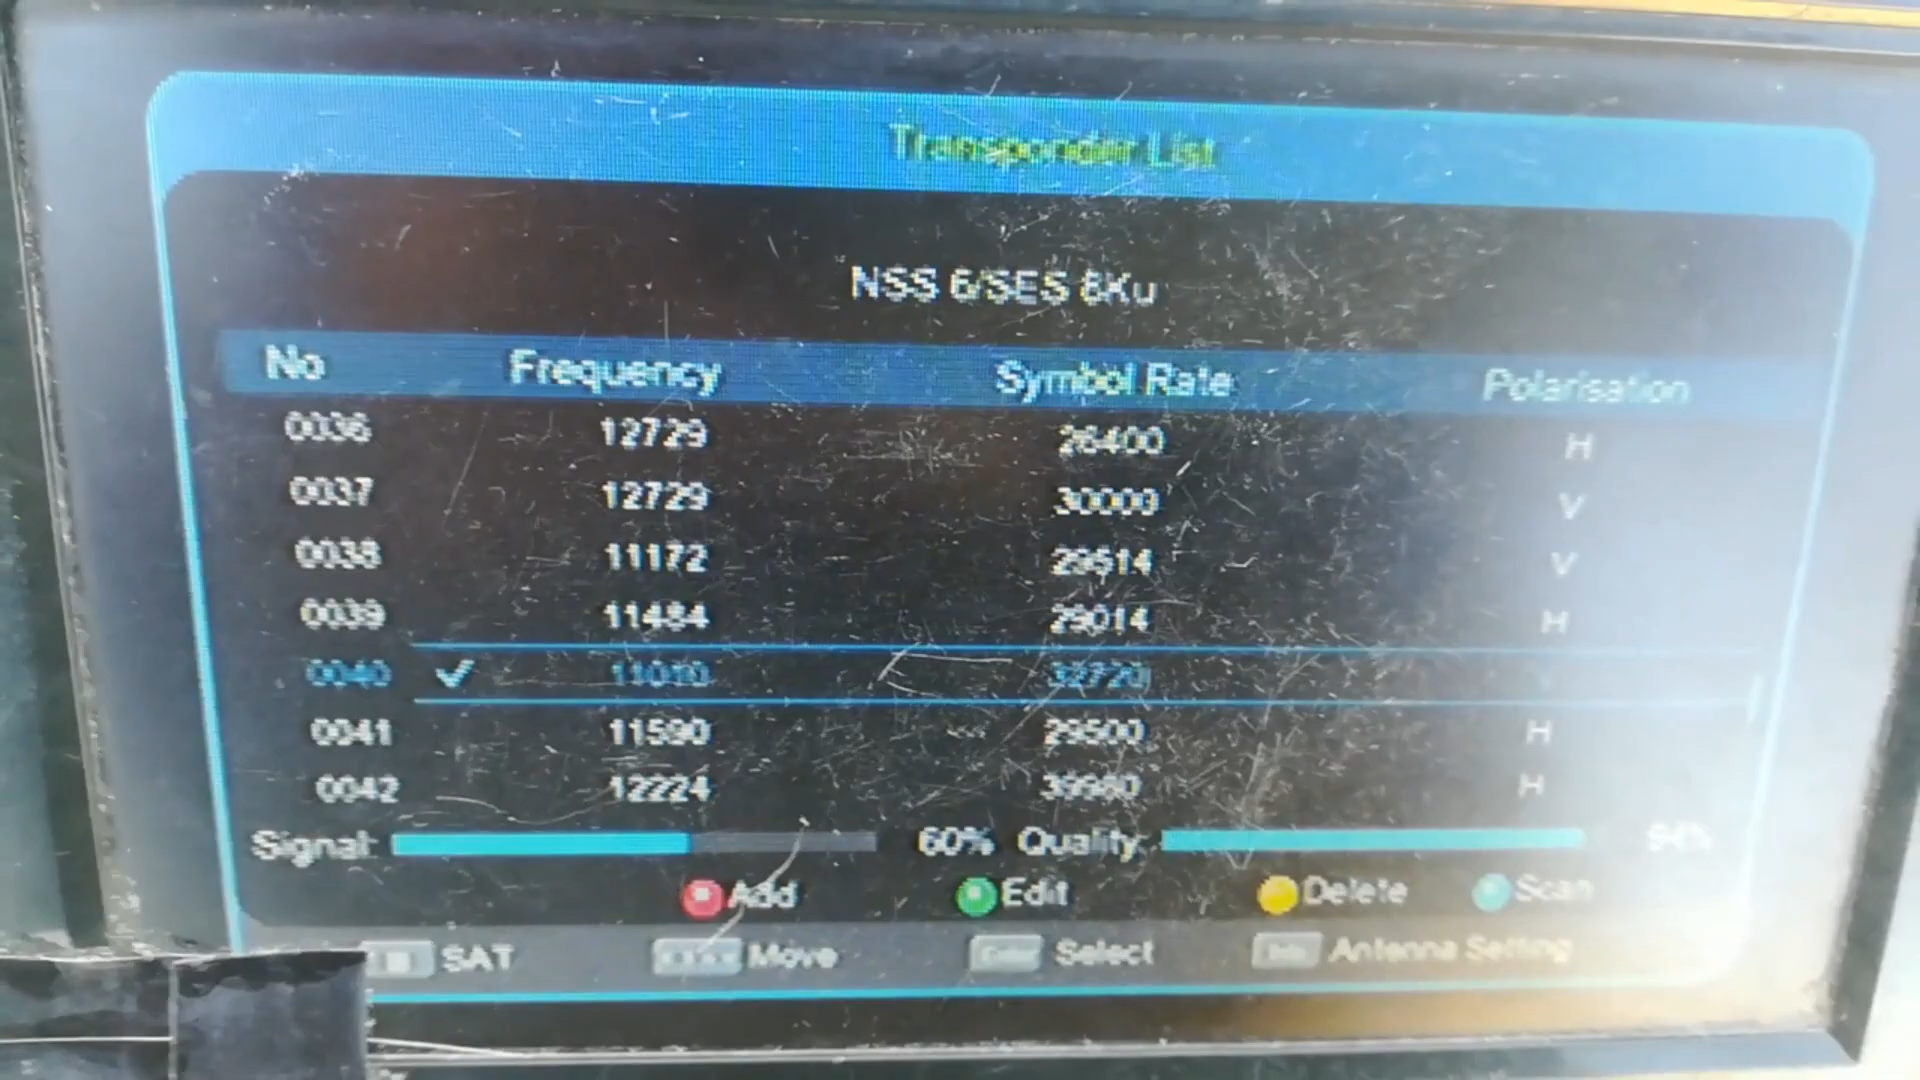 Transponder List
NSS 6/SES 8Ku
No Frequency Symbol Rate Polarisation
0036 12729 26400 H
0037 12729 30000 V
0038 11172 29514 V
0039 11484 29014 H
0040 11010 32720
0041 11590 29500 H
0042 12224 39960 H
Signal: 60% Quality: 94%
Add Edit Delete Scan
SAT Move Select Antenna Setting